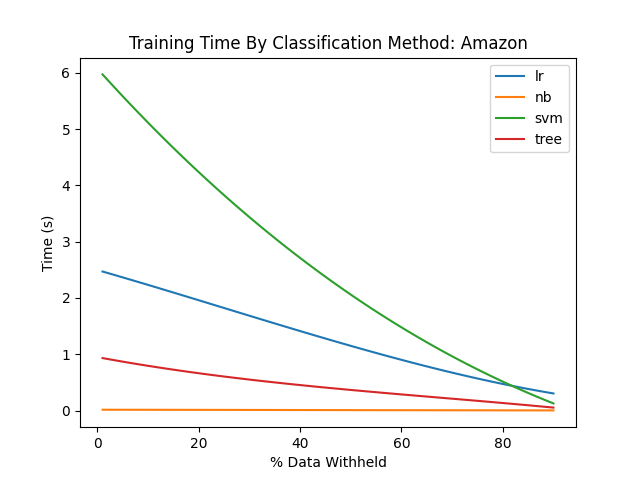 Training Time By Classification Method: Amazon
lr
nb
svm
tree
6
5
4
3
2
1
0
Time (s)
0 20 40 60 80
% Data Withheld